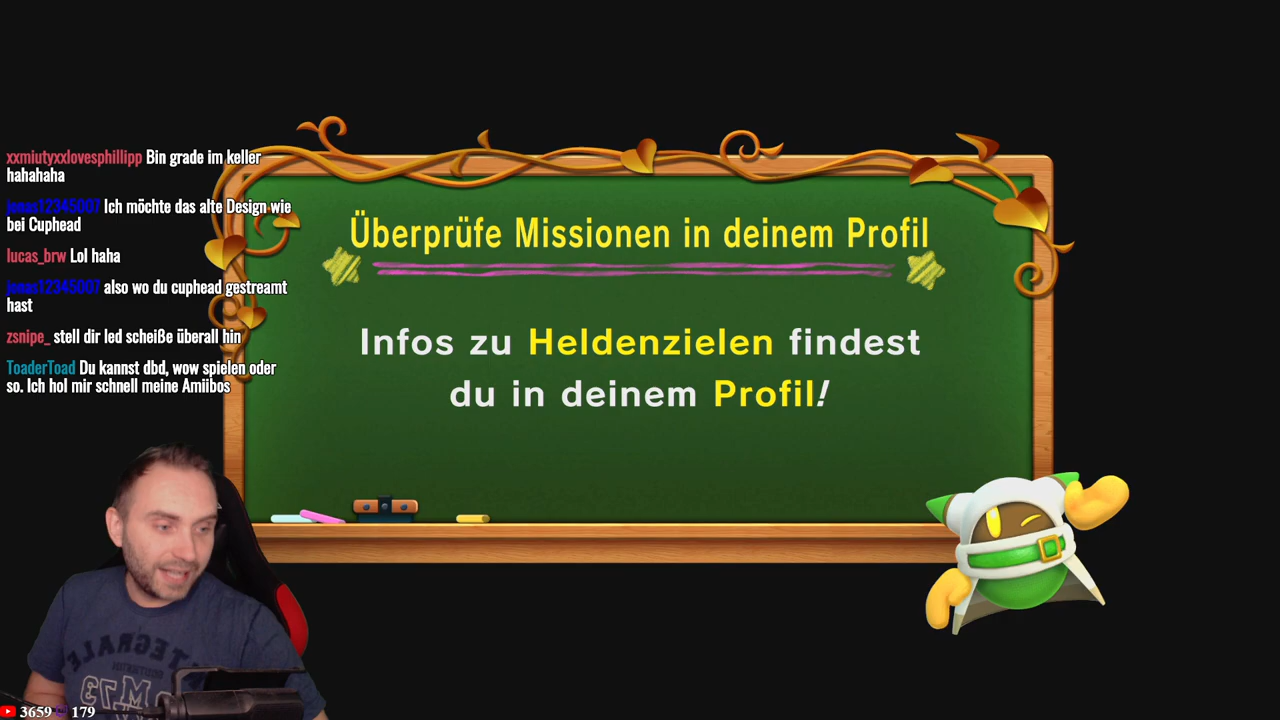 xxmiutyxxlovesphillipp Bin grade im keller
hahahaha
jonas12345007 Ich möchte das alte Design wie
bei Cuphead
lucas_brw Lol haha
jonas12345007 also wo du cuphead gestreamt
hast
zsnipe_ stell dir led scheiße überall hin
ToaderToad Du kannst dbd, wow spielen oder
so. Ich hol mir schnell meine Amiibos
Überprüfe Missionen in deinem Profil
Infos zu Heldenzielen findest
du in deinem Profil!
3659 179